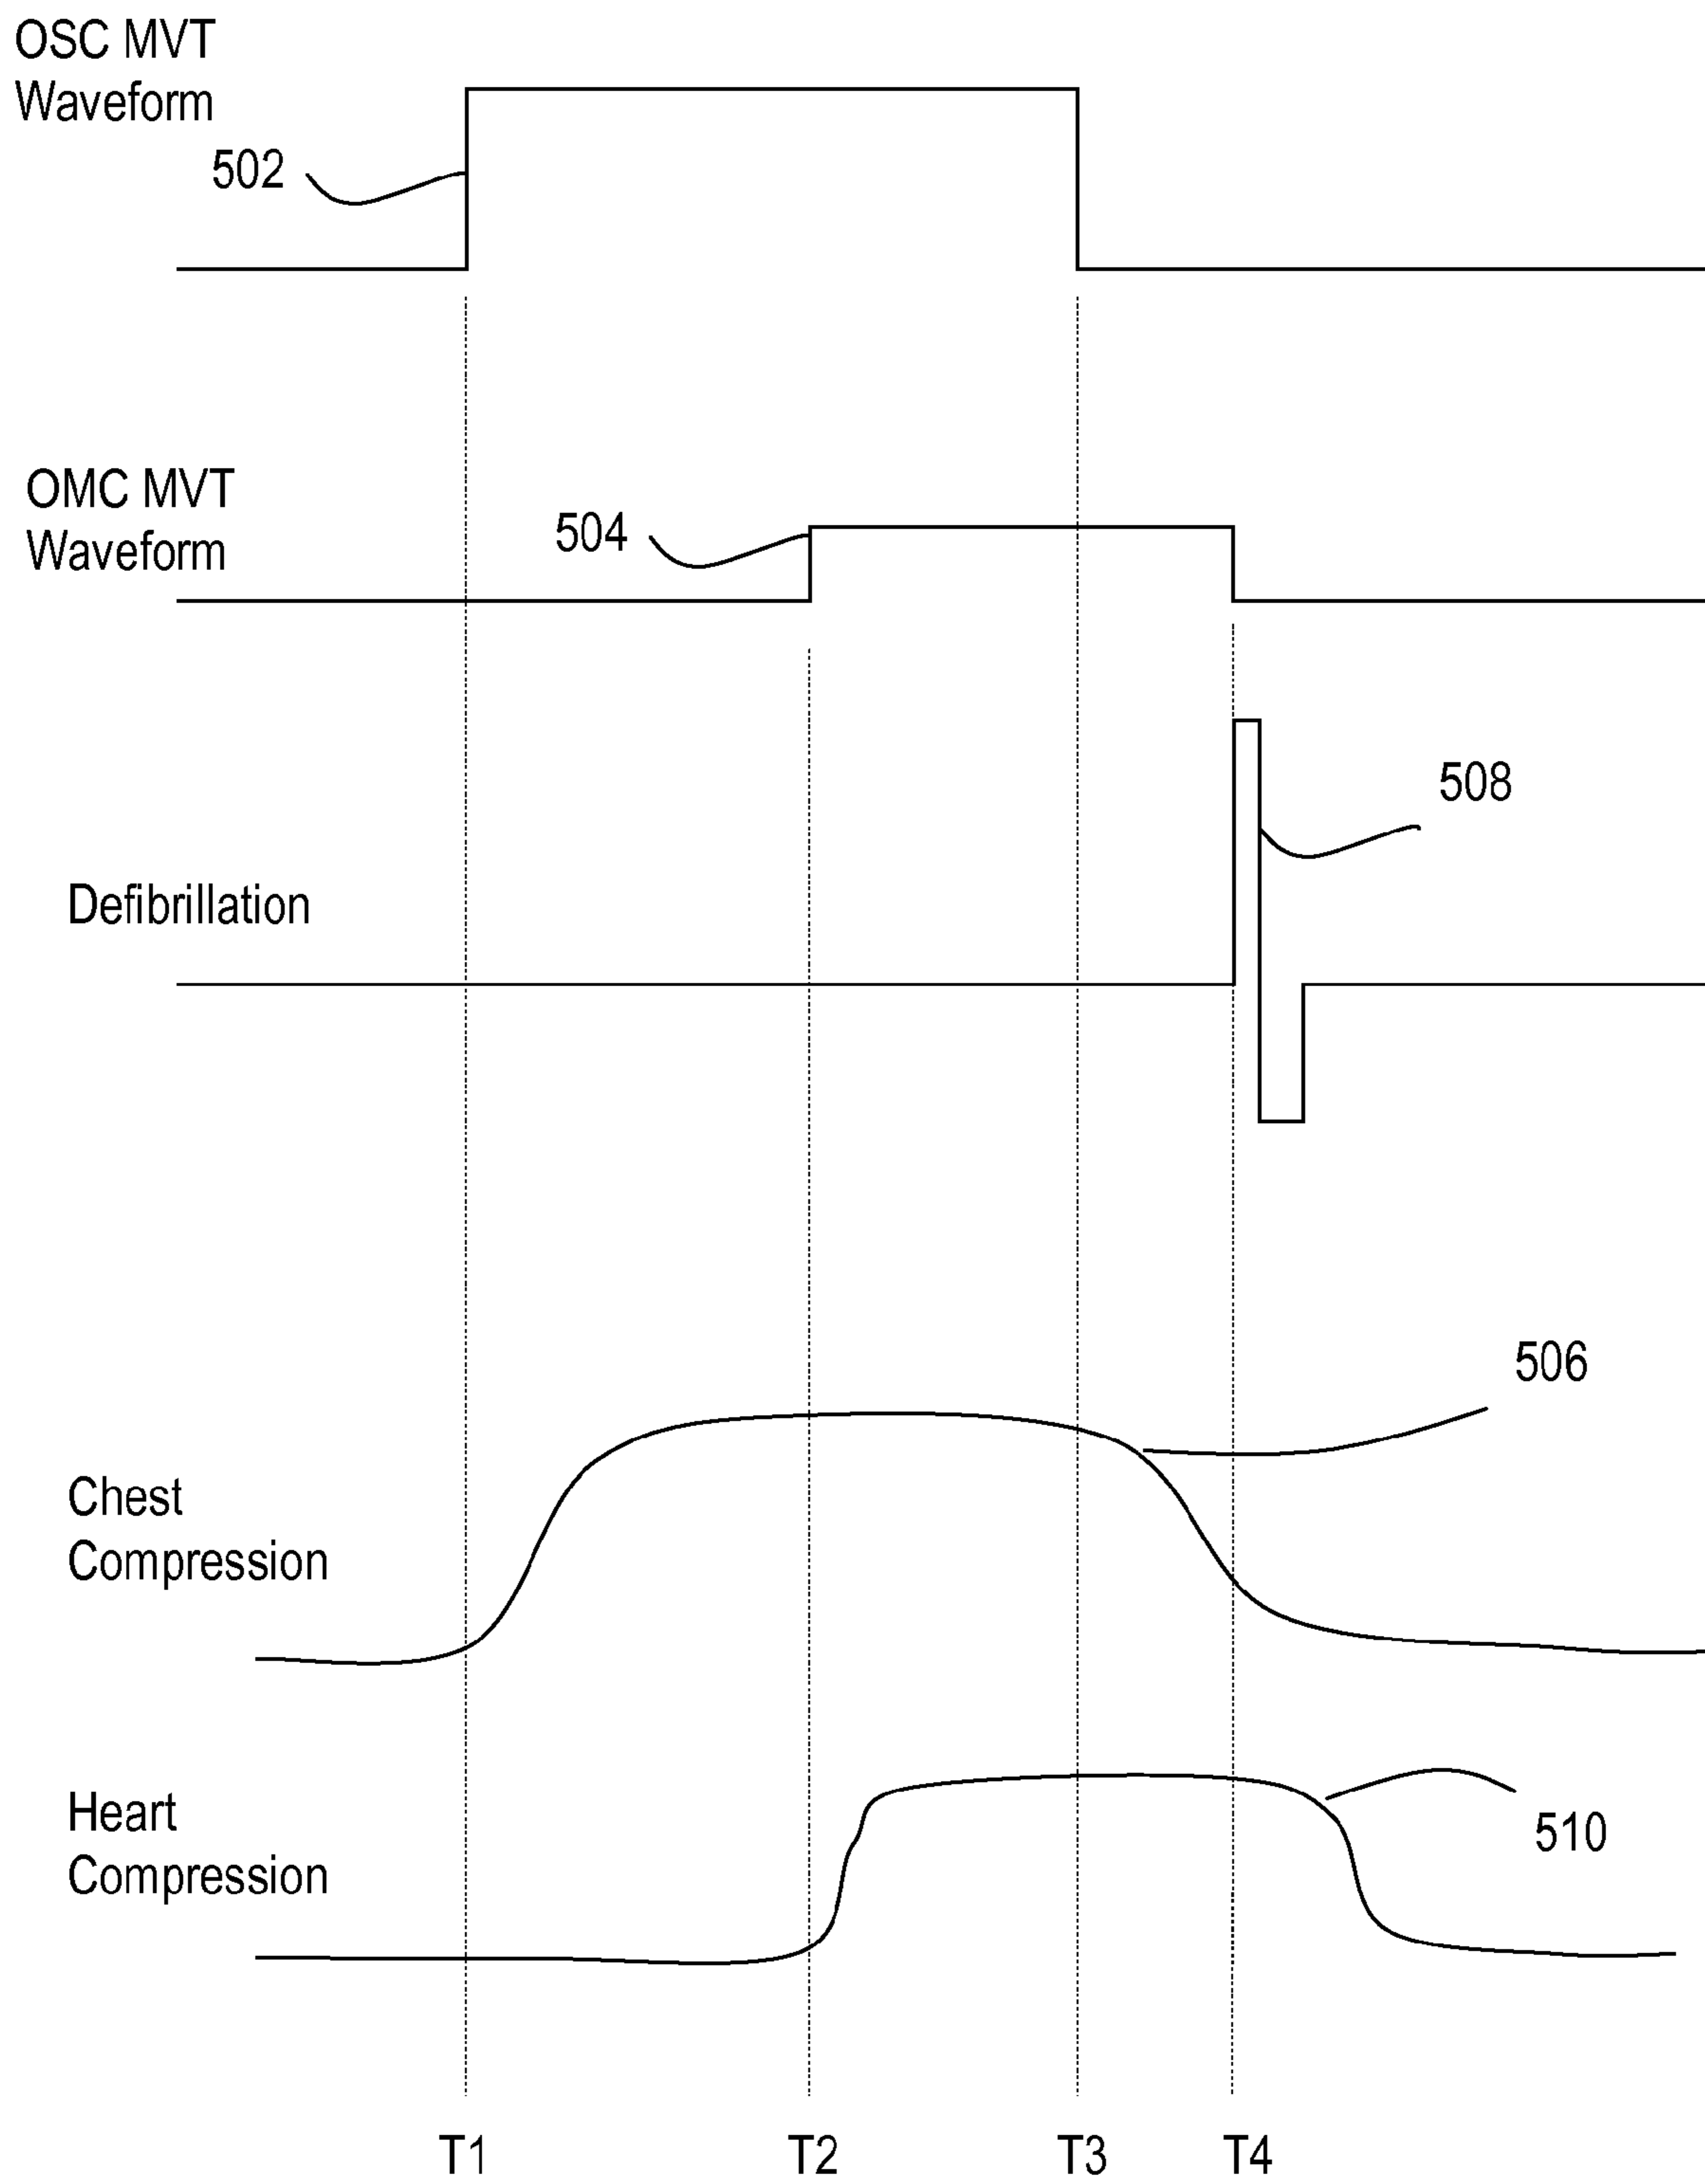 OSC MVT
Waveform
502
OMC MVT
Waveform
504
508
Defibrillation
506
Chest
Compression
Heart
Compression
510
T1 T2 T3 T4